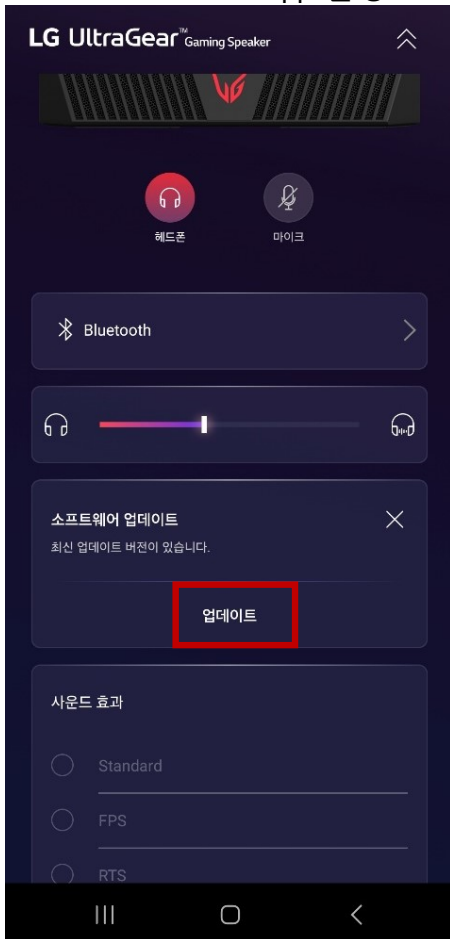 LG UltraGear™ Gaming Speaker
헤드폰 마이크
Bluetooth
소프트웨어 업데이트
최신 업데이트 버전이 있습니다.
업데이트
사운드 효과
Standard
FPS
RTS